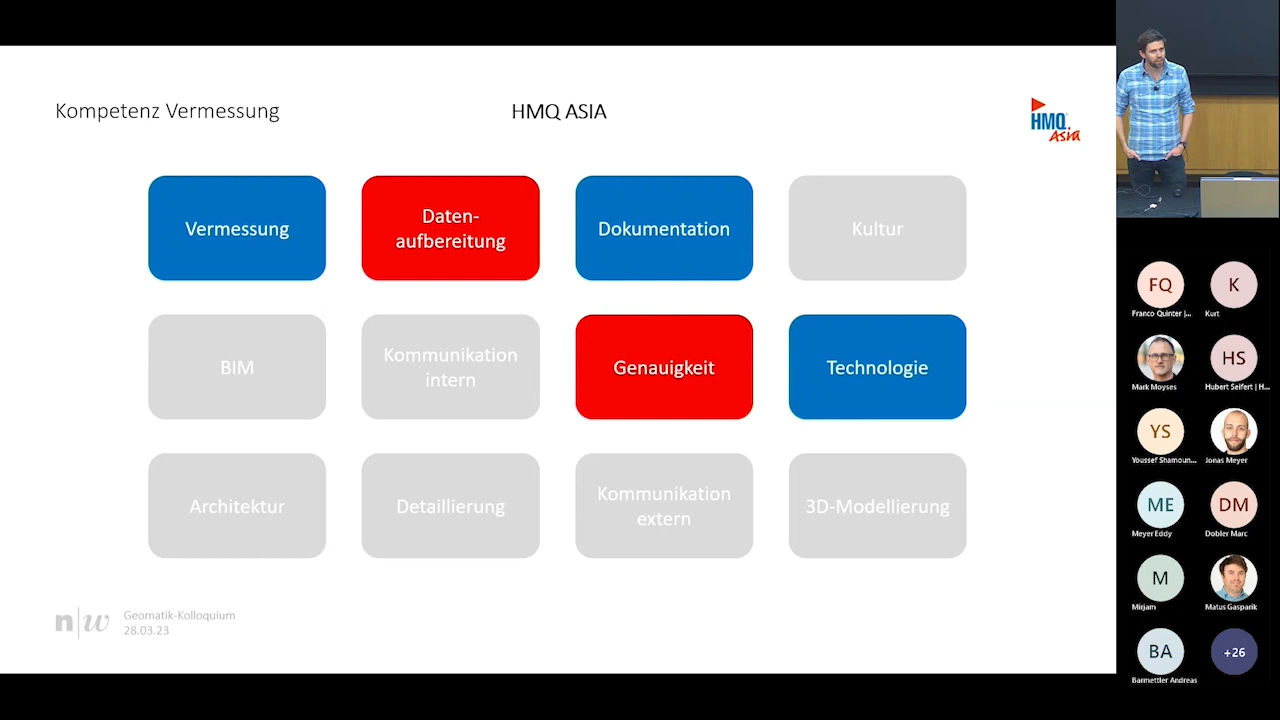 Kompetenz Vermessung
HMQ ASIA
HMQ
Asia
Vermessung
Daten-
aufbereitung
Dokumentation
Kultur
BIM
Kommunikation
intern
Genauigkeit
Technologie
Architektur
Detaillierung
Kommunikation
extern
3D-Modellierung
n|w
Geomatik-Kolloquium
28.03.23
FQ
Franco Quinter |...
K
Kurt
Mark Moyses
HS
Hubert Seifert | H...
YS
Youssef Shamoun...
Jonas Meyer
ME
Meyer Eddy
DM
Dobler Marc
M
Mirjam
Matus Gasparik
BA
Barmettler Andreas
+26